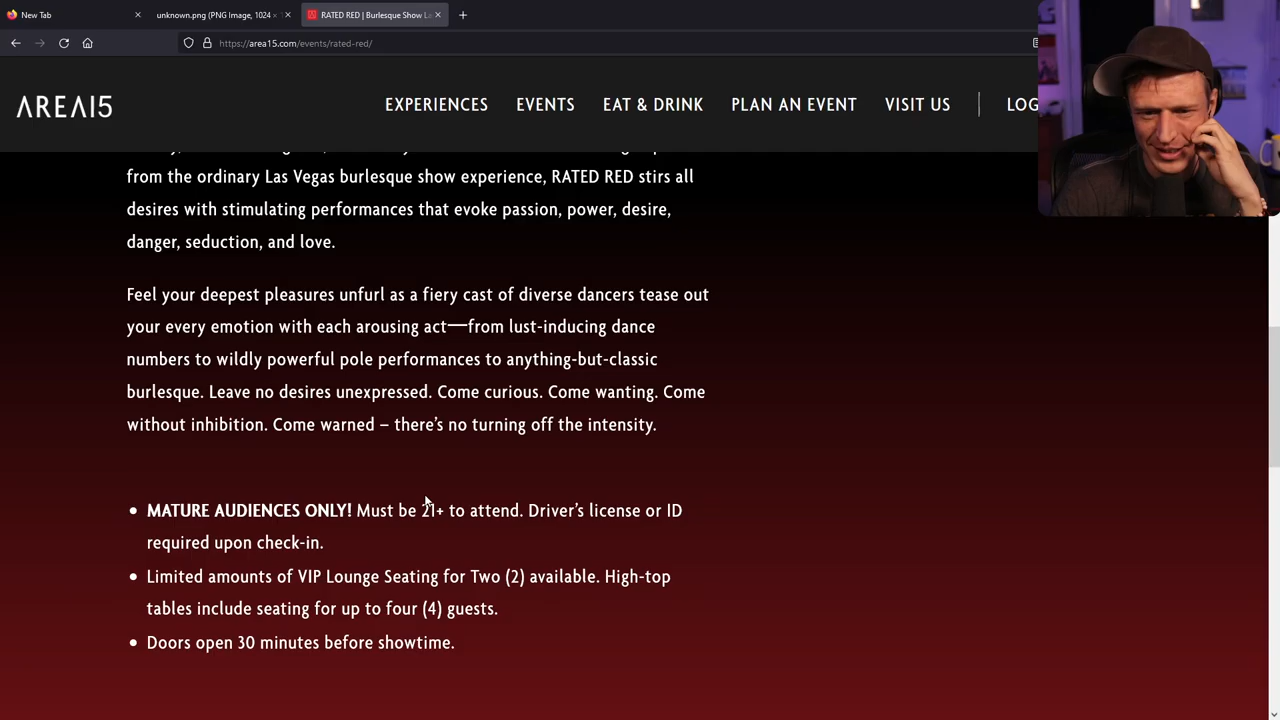 New Tab
unknown.png (PNG Image, 1024 ×
RATED RED | Burlesque Show La
https://area15.com/events/rated-red/
AREA15
EXPERIENCES
EVENTS
EAT & DRINK
PLAN AN EVENT
VISIT US
LOG
from the ordinary Las Vegas burlesque show experience, RATED RED stirs all
desires with stimulating performances that evoke passion, power, desire,
danger, seduction, and love.
Feel your deepest pleasures unfurl as a fiery cast of diverse dancers tease out
your every emotion with each arousing act—from lust-inducing dance
numbers to wildly powerful pole performances to anything-but-classic
burlesque. Leave no desires unexpressed. Come curious. Come wanting. Come
without inhibition. Come warned – there’s no turning off the intensity.
• MATURE AUDIENCES ONLY! Must be 21+ to attend. Driver’s license or ID
required upon check-in.
• Limited amounts of VIP Lounge Seating for Two (2) available. High-top
tables include seating for up to four (4) guests.
• Doors open 30 minutes before showtime.